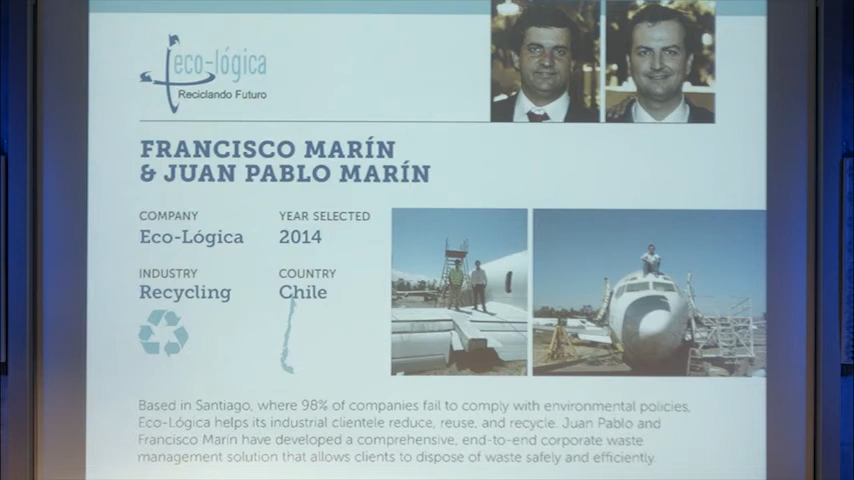 eco-lógica
Reciclando Futuro
FRANCISCO MARÍN
& JUAN PABLO MARÍN
COMPANY
Eco-Lógica
YEAR SELECTED
2014
INDUSTRY
Recycling
COUNTRY
Chile
Based in Santiago, where 98% of companies fail to comply with environmental policies,
Eco-Lógica helps its industrial clientele reduce, reuse, and recycle. Juan Pablo and
Francisco Marín have developed a comprehensive, end-to-end corporate waste
management solution that allows clients to dispose of waste safely and efficiently.